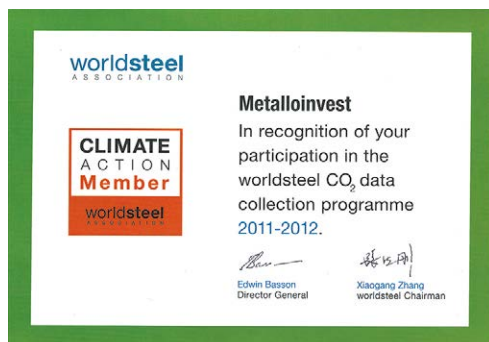 worldsteel
ASSOCIATION
CLIMATE
ACTION
Member
worldsteel
ASSOCIATION
Metalloinvest
In recognition of your
participation in the
worldsteel CO₂ data
collection programme
2011-2012.
Edwin Basson
Director General
Xiaogang Zhang
worldsteel Chairman